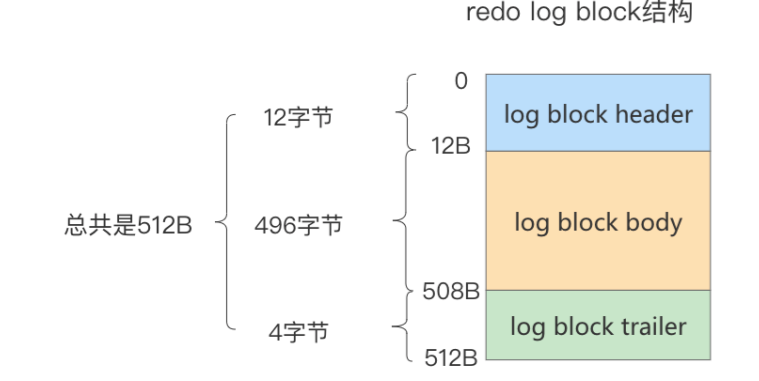 redo log block结构
0
12字节
log block header
12B
总共是512B
496字节
log block body
508B
4字节
log block trailer
512B